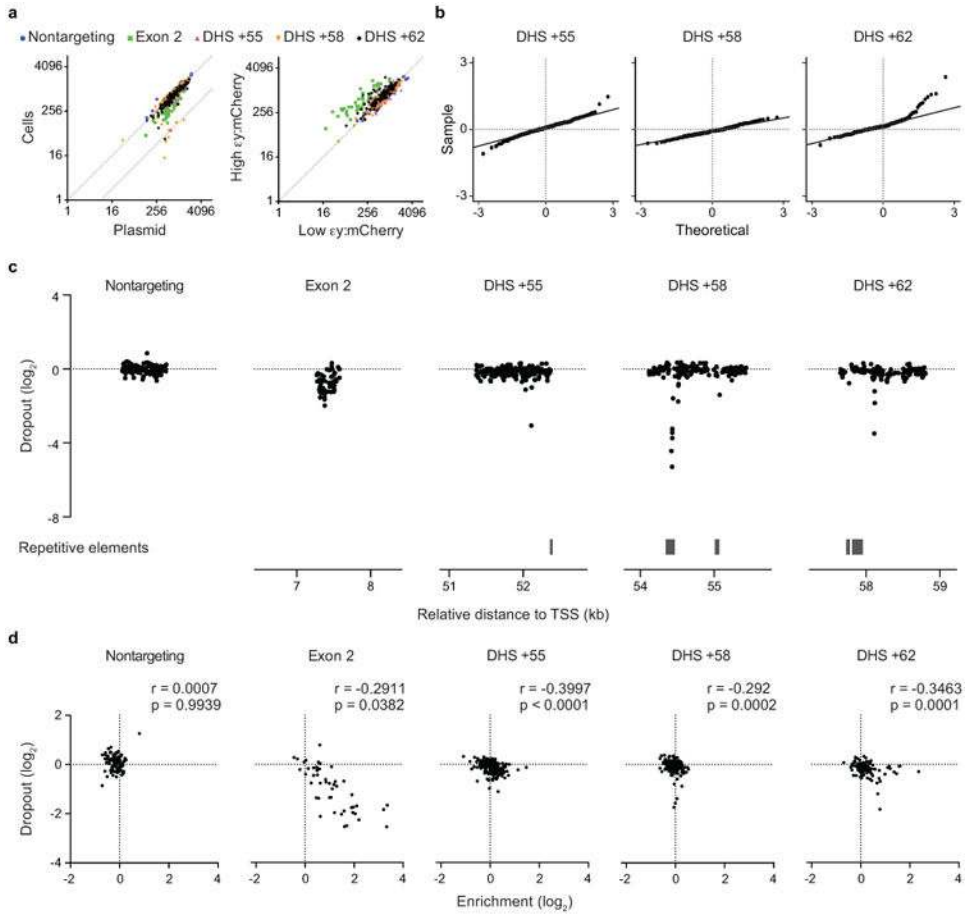 a
Nontargeting Exon 2 DHS +55 DHS +58 DHS +62
4096
256
16
1
Cells
1 16 256 4096
Plasmid
4096
256
16
1
High εy:mCherry
1 16 256 4096
Low εy:mCherry
b
DHS +55 DHS +58 DHS +62
3
0
-3
Sample
-3 0 3 -3 0 3 -3 0 3
Theoretical
c
Nontargeting Exon 2 DHS +55 DHS +58 DHS +62
4
0
-4
-8
Dropout (log2)
Repetitive elements
7 8 51 52 54 55 58 59
Relative distance to TSS (kb)
d
Nontargeting Exon 2 DHS +55 DHS +58 DHS +62
r = 0.0007 r = -0.2911 r = -0.3997 r = -0.292 r = -0.3463
p = 0.9939 p = 0.0382 p < 0.0001 p = 0.0002 p = 0.0001
2
0
-2
-4
Dropout (log2)
-2 0 2 4 -2 0 2 4 -2 0 2 4 -2 0 2 4 -2 0 2 4
Enrichment (log2)